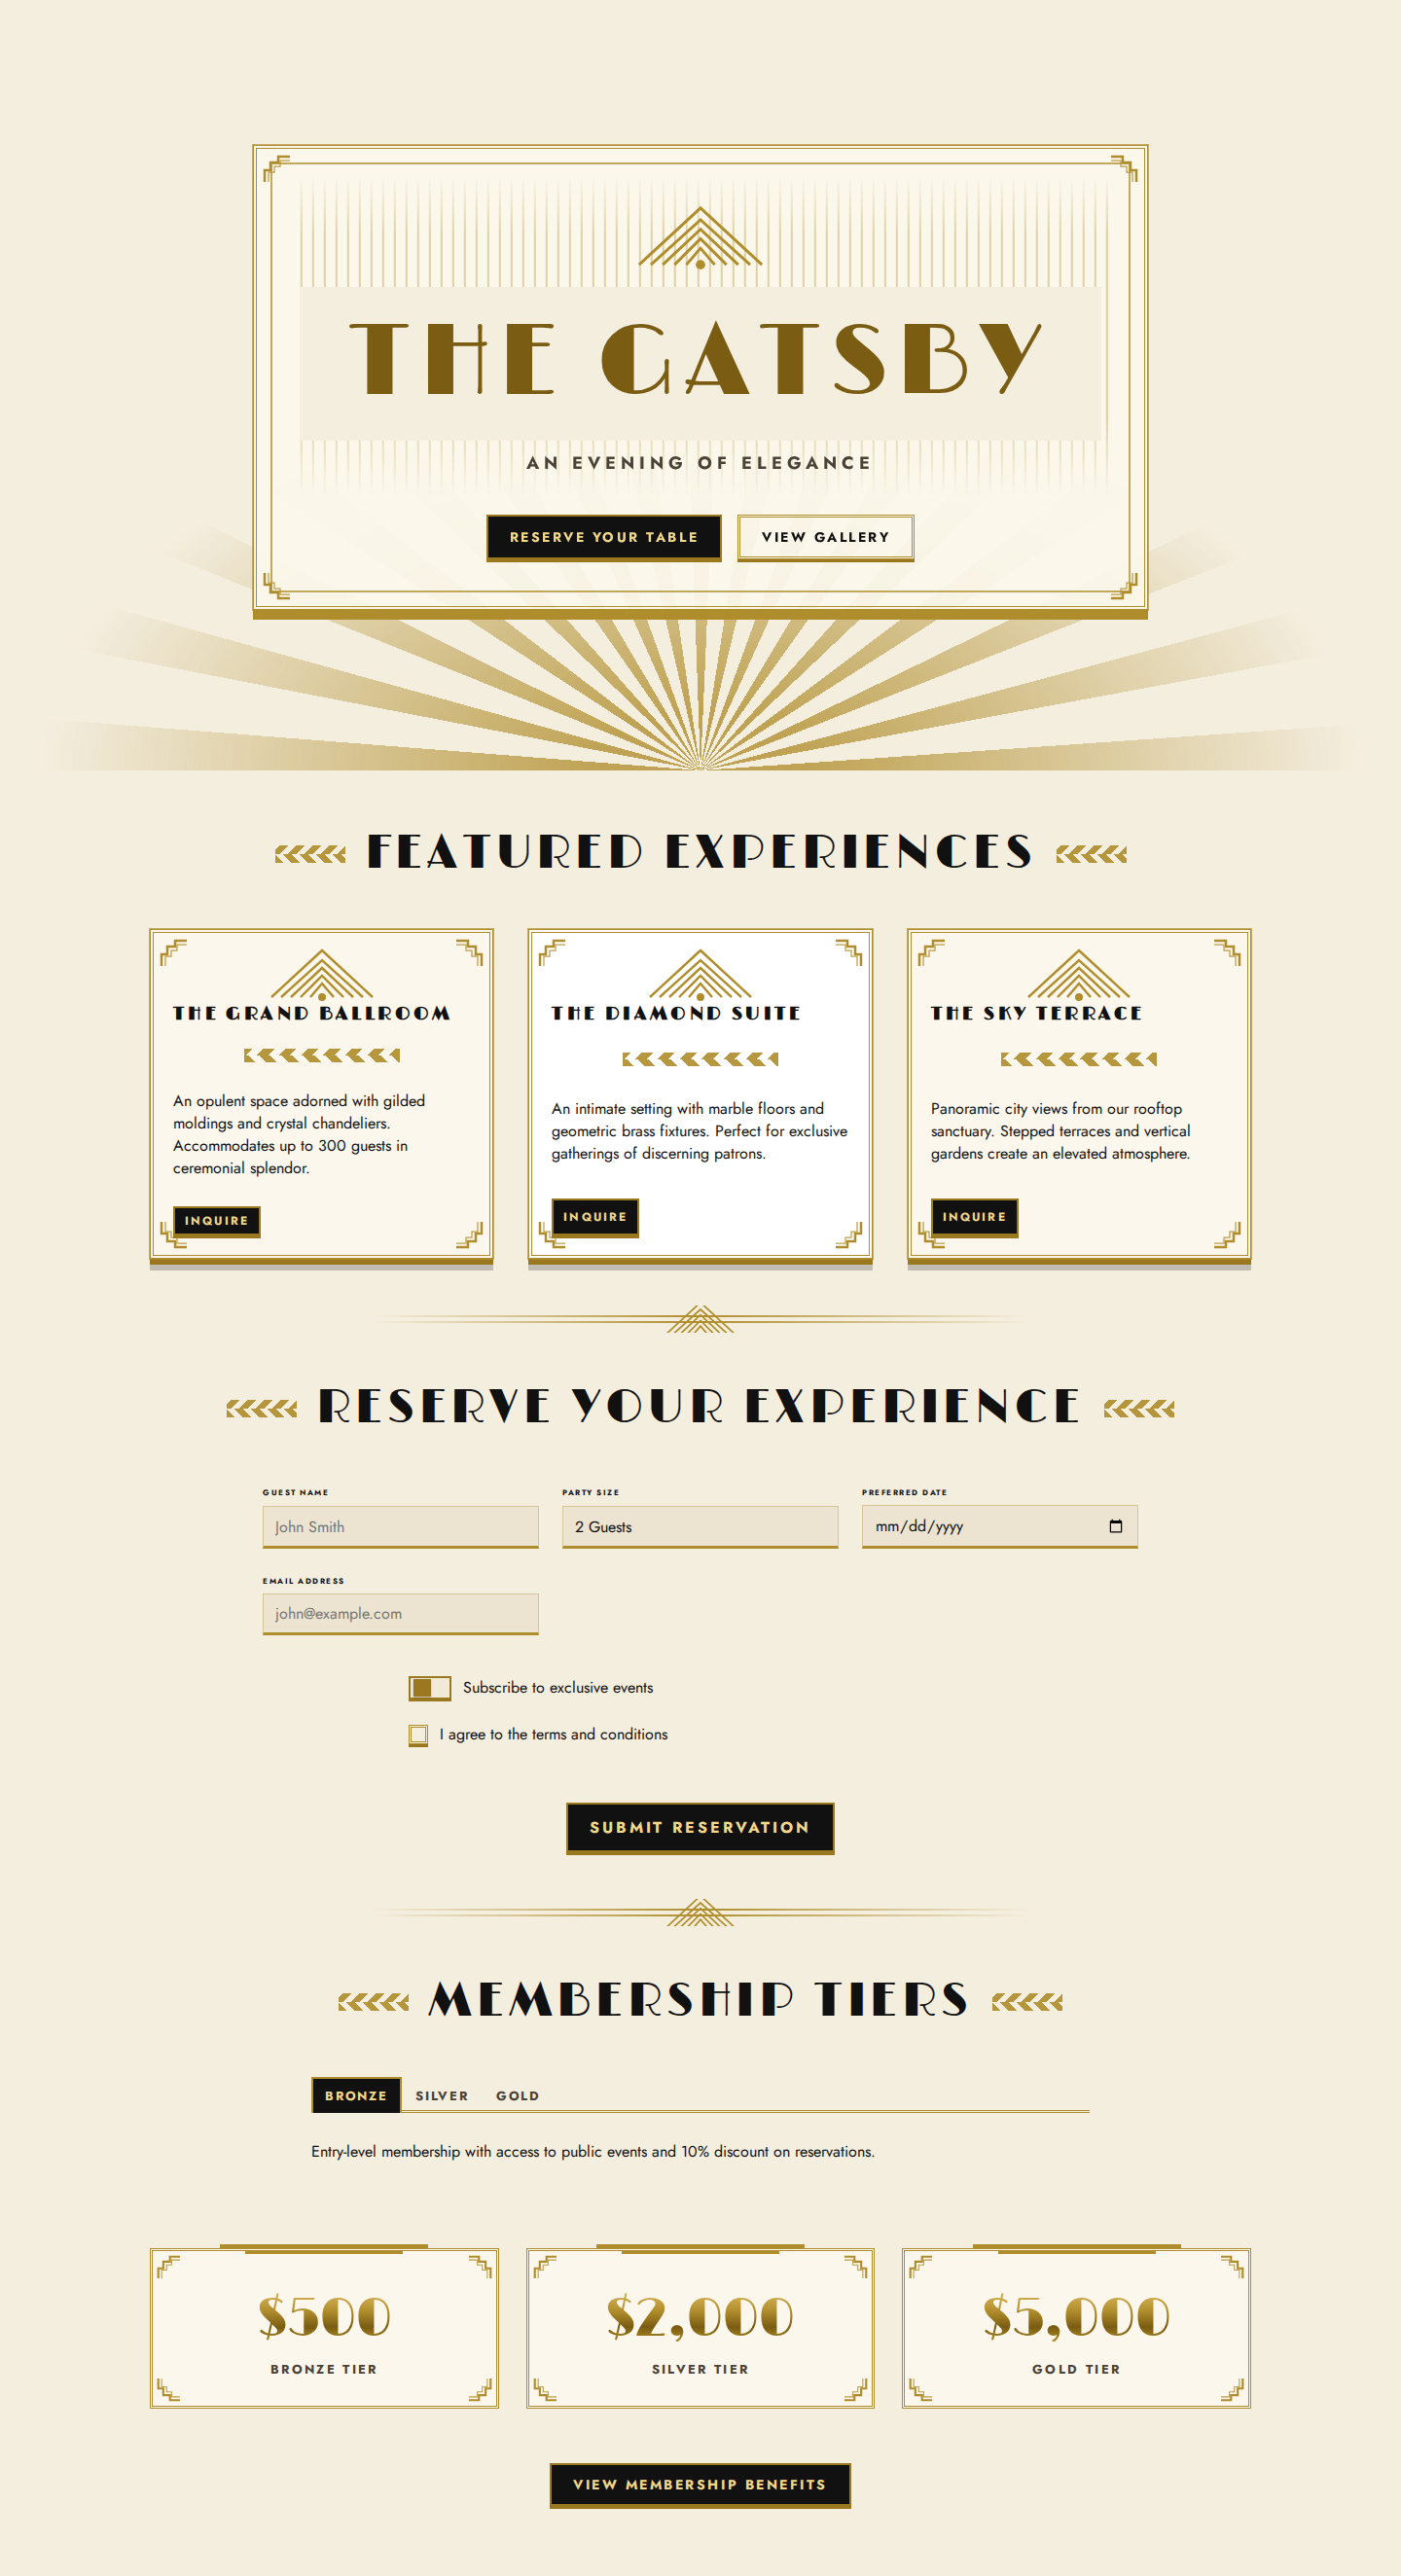 THE GATSBY
AN EVENING OF ELEGANCE
RESERVE YOUR TABLE
VIEW GALLERY
FEATURED EXPERIENCES
THE GRAND BALLROOM
An opulent space adorned with gilded
moldings and crystal chandeliers.
Accommodates up to 300 guests in
ceremonial splendor.
INQUIRE
THE DIAMOND SUITE
An intimate setting with marble floors and
geometric brass fixtures. Perfect for exclusive
gatherings of discerning patrons.
INQUIRE
THE SKY TERRACE
Panoramic city views from our rooftop
sanctuary. Stepped terraces and vertical
gardens create an elevated atmosphere.
INQUIRE
RESERVE YOUR EXPERIENCE
GUEST NAME
John Smith
PARTY SIZE
2 Guests
PREFERRED DATE
mm/dd/yyyy
EMAIL ADDRESS
john@example.com
Subscribe to exclusive events
I agree to the terms and conditions
SUBMIT RESERVATION
MEMBERSHIP TIERS
BRONZE
SILVER
GOLD
Entry-level membership with access to public events and 10% discount on reservations.
$500
BRONZE TIER
$2,000
SILVER TIER
$5,000
GOLD TIER
VIEW MEMBERSHIP BENEFITS